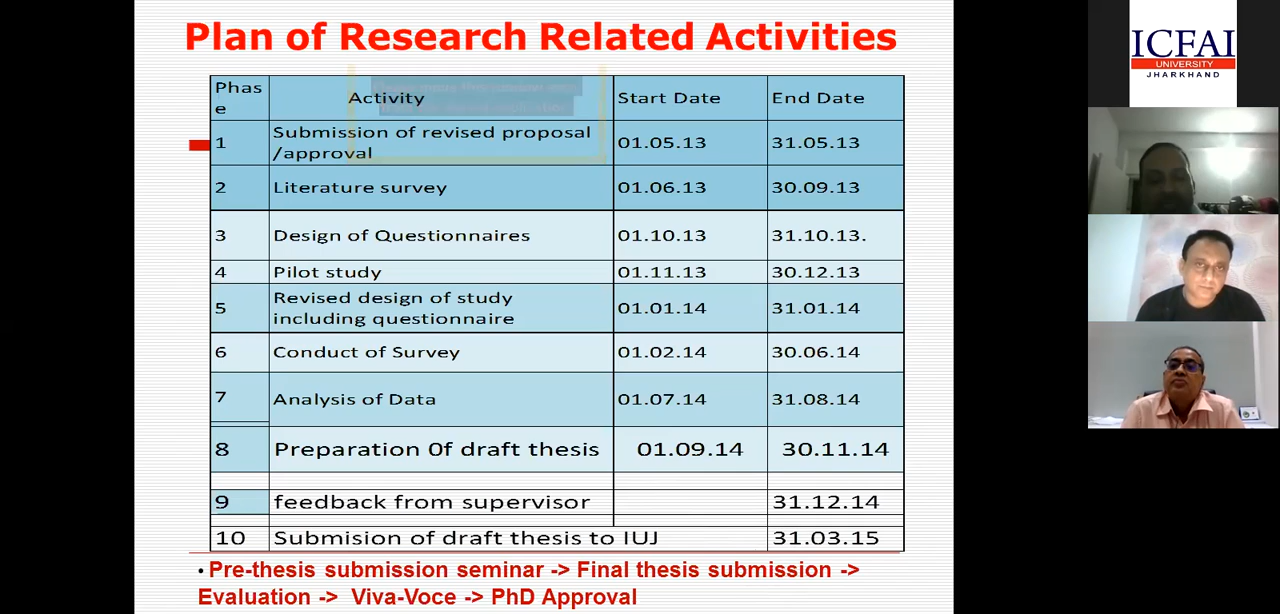 Plan of Research Related Activities
Phas
e
Activity
Start Date
End Date
1
Submission of revised proposal
/approval
01.05.13
31.05.13
2
Literature survey
01.06.13
30.09.13
3
Design of Questionnaires
01.10.13
31.10.13.
4
Pilot study
01.11.13
30.12.13
5
Revised design of study
including questionnaire
01.01.14
31.01.14
6
Conduct of Survey
01.02.14
30.06.14
7
Analysis of Data
01.07.14
31.08.14
8
Preparation 0f draft thesis
01.09.14
30.11.14
9
feedback from supervisor
31.12.14
10
Submision of draft thesis to IUJ
31.03.15
• Pre-thesis submission seminar -> Final thesis submission ->
Evaluation -> Viva-Voce -> PhD Approval
ICFAI
UNIVERSITY
JHARKHAND